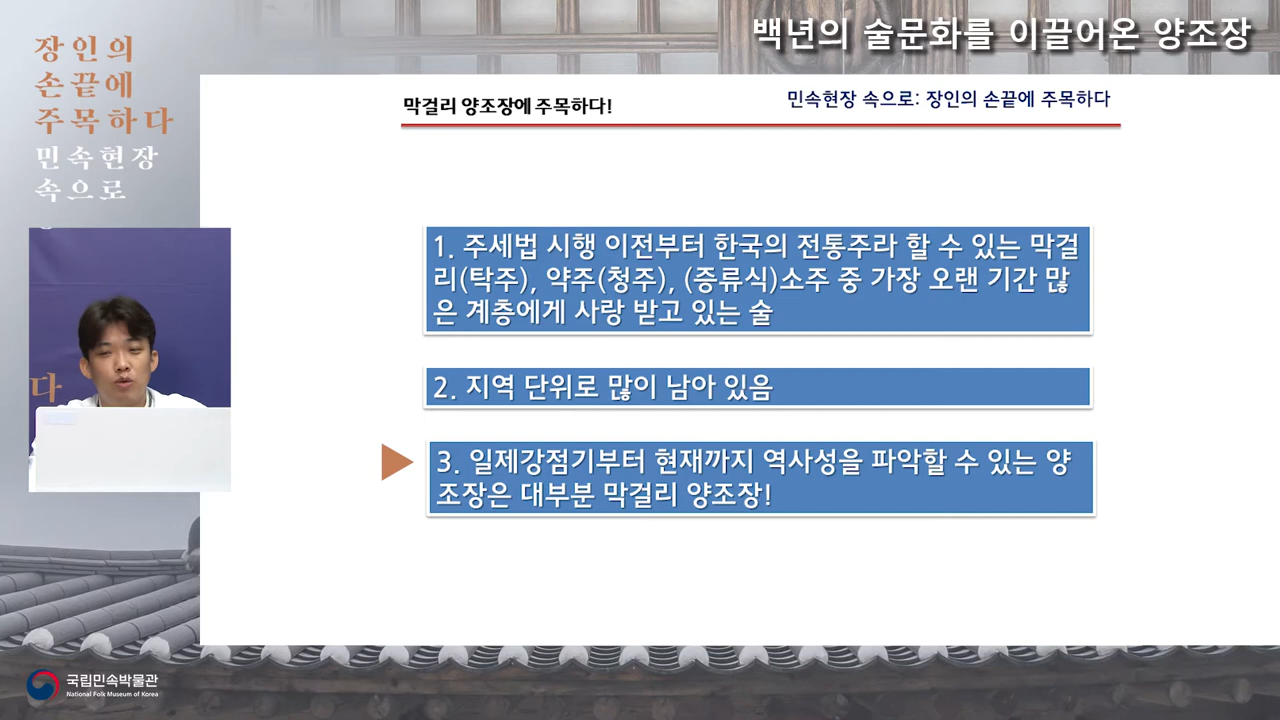 백년의 술문화를 이끌어온 양조장
장인의
손끝에
주목하다
민속현장
속으로
막걸리 양조장에 주목하다!
민속현장 속으로: 장인의 손끝에 주목하다
1. 주세법 시행 이전부터 한국의 전통주라 할 수 있는 막걸
리(탁주), 약주(청주), (증류식)소주 중 가장 오랜 기간 많
은 계층에게 사랑 받고 있는 술
2. 지역 단위로 많이 남아 있음
3. 일제강점기부터 현재까지 역사성을 파악할 수 있는 양
조장은 대부분 막걸리 양조장!
다
국립민속박물관
National Folk Museum of Korea